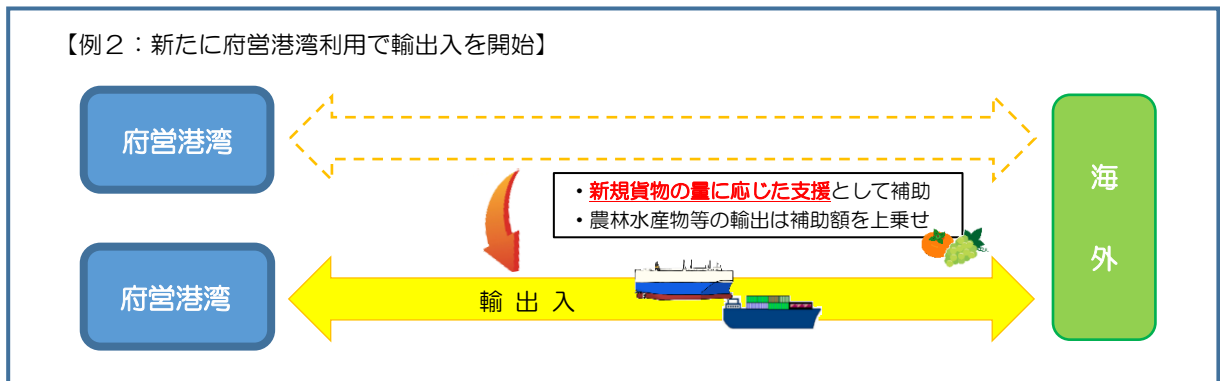 【例２：新たに府営港湾利用で輸出入を開始】
府営港湾
・新規貨物の量に応じた支援として補助
・農林水産物等の輸出は補助額を上乗せ
府営港湾
輸 出 入
海
外